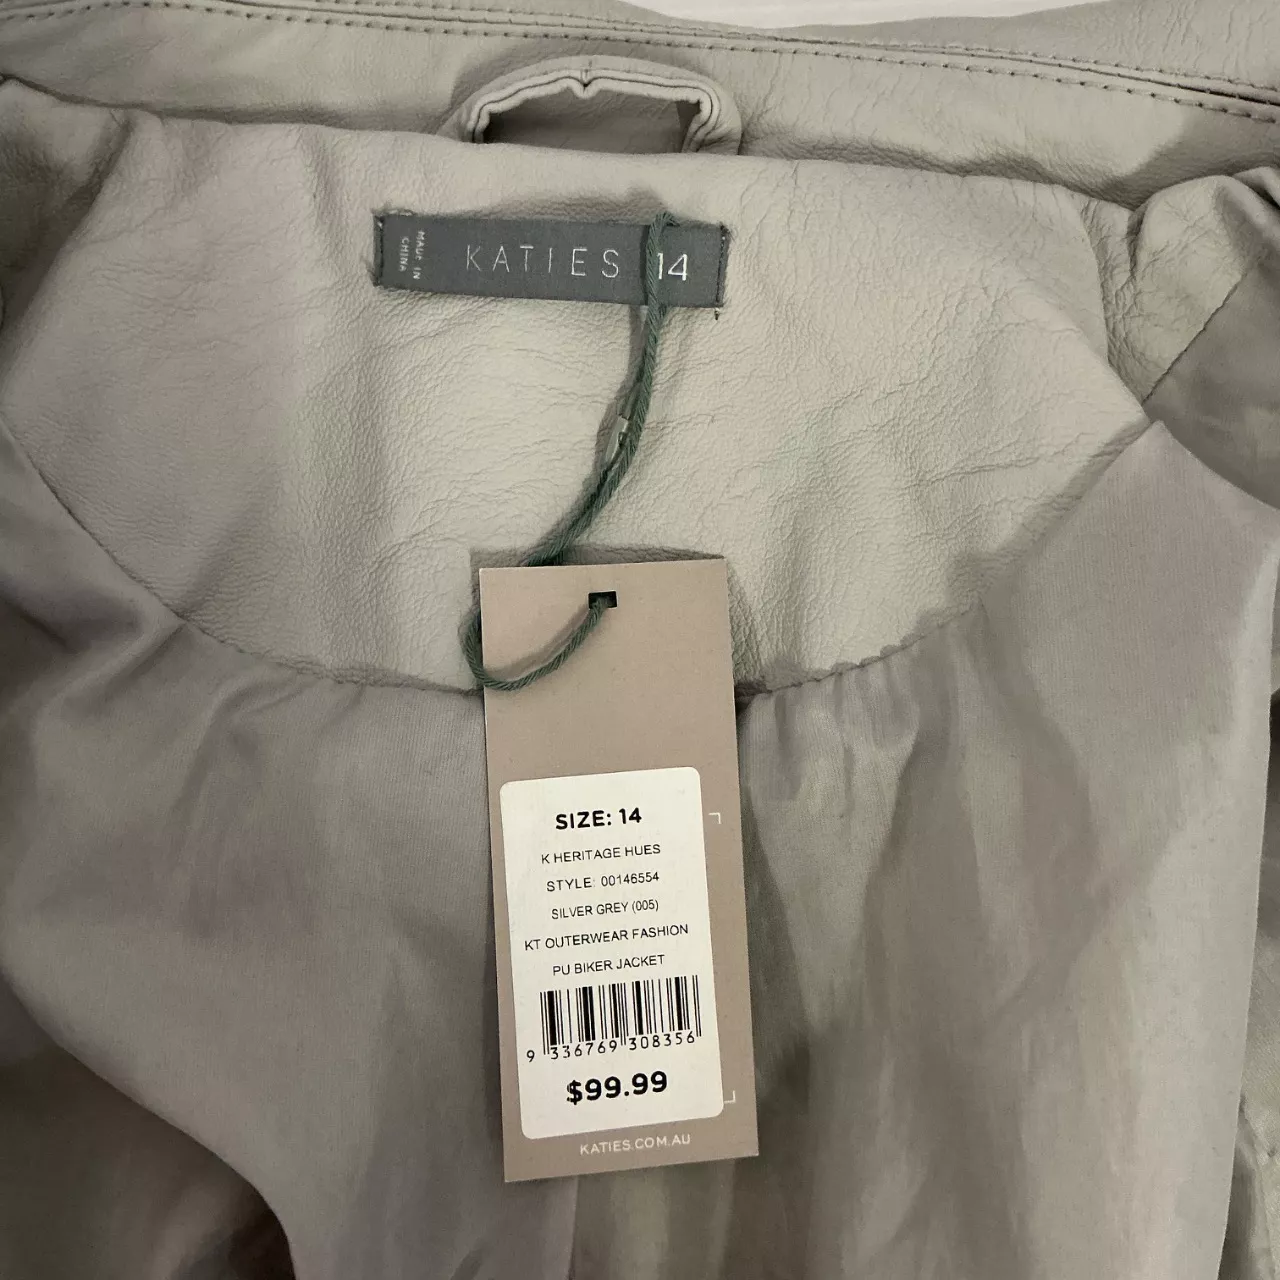 MADE IN
CHINA
KATIES 14
SIZE: 14
K HERITAGE HUES
STYLE: 00146554
SILVER GREY (005)
KT OUTERWEAR FASHION
PU BIKER JACKET
9 336769 308356
$99.99
KATIES.COM.AU